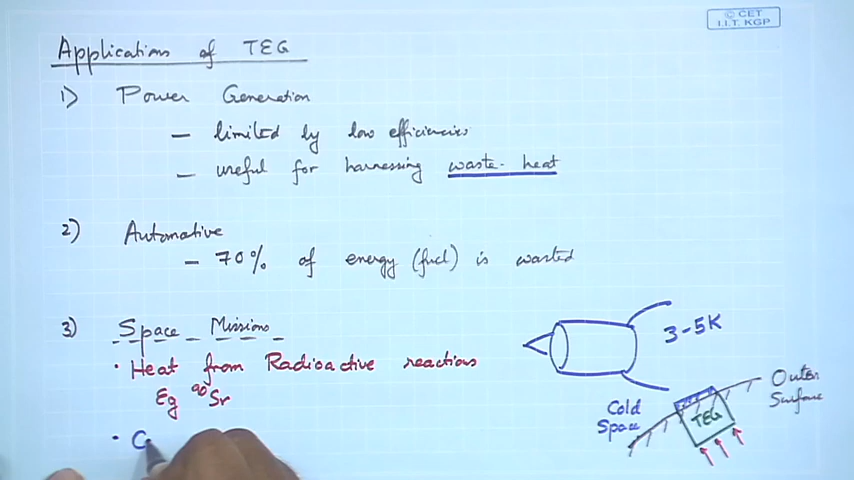 © CET
I.I.T. KGP
Applications of TEG
1) Power Generation
– limited by low efficiencies
– useful for harnessing waste-heat
2) Automative
– 70% of energy (fuel) is wasted
3) Space Missions
3-5K
• Heat from Radioactive reactions
Eg ⁹⁰Sr
Outer
Surface
Cold
Space
TEG
• C